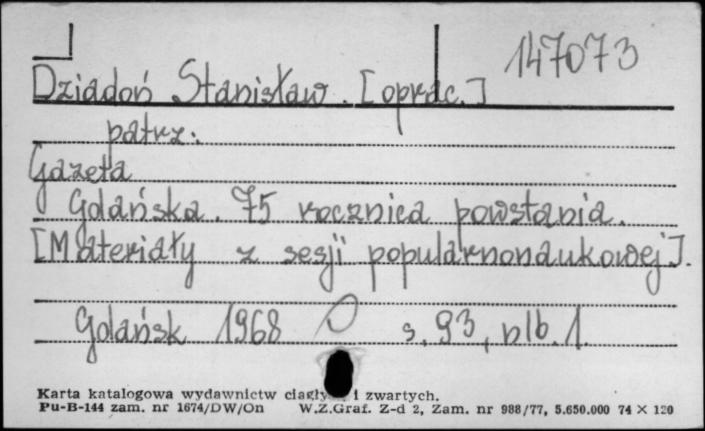 147073
Dziadoń Stanisław. [oprac.]
patrz:
Gazeta
Gdańska. 75 rocznica powstania.
[Materiały z sesji popularnonaukowej].
Gdańsk 1968 s. 93, nlb. 1.
Karta katalogowa wydawnictw i zwartych.
Pu-B-144 zam. nr 1674/DW/On W.Z.Graf. Z-d 2, Zam. nr 988/77, 5.650.000 74 X 120